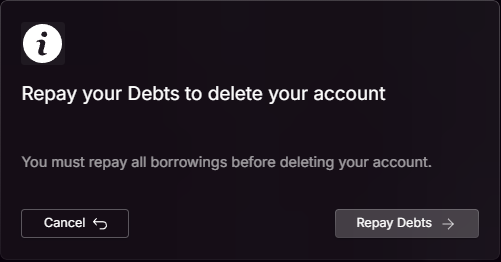 Repay your Debts to delete your account
You must repay all borrowings before deleting your account.
Cancel
Repay Debts